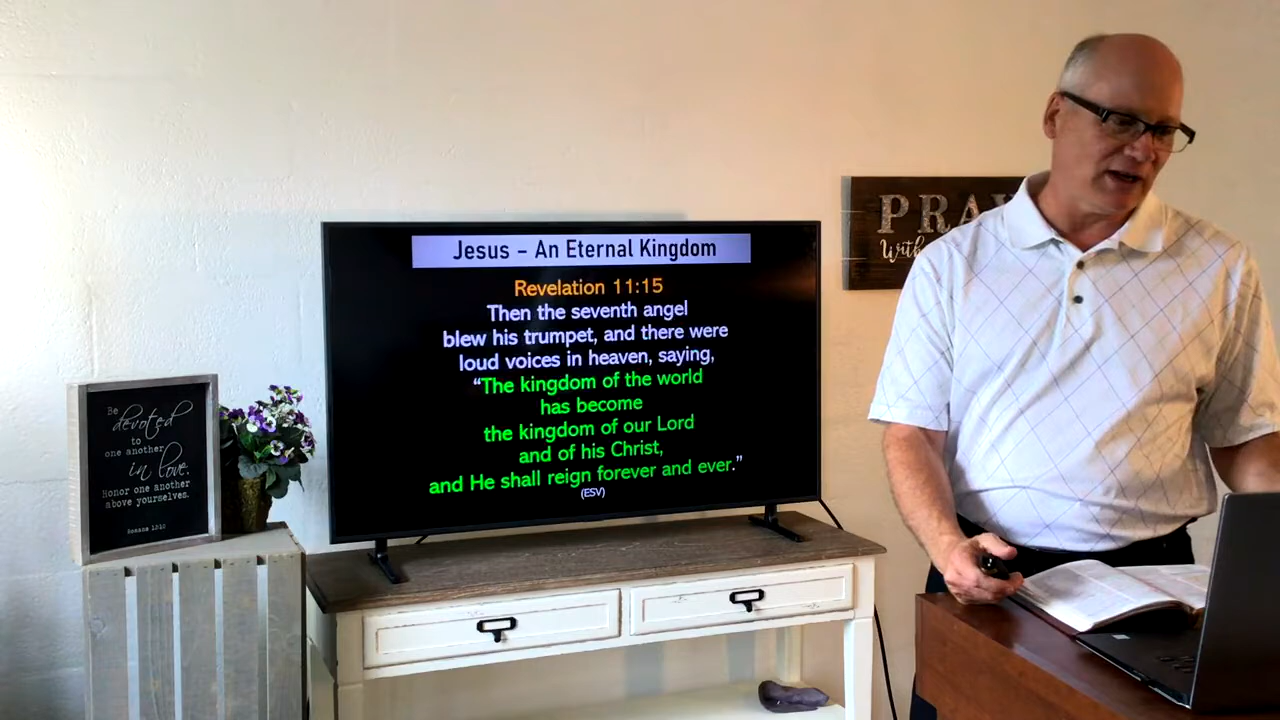 Jesus – An Eternal Kingdom
Revelation 11:15
Then the seventh angel
blew his trumpet, and there were
loud voices in heaven, saying,
“The kingdom of the world
has become
the kingdom of our Lord
and of his Christ,
and He shall reign forever and ever.”
(ESV)
Be
devoted
to
one another
in love.
Honor one another
above yourselves.
Romans 12:10
PRA
With